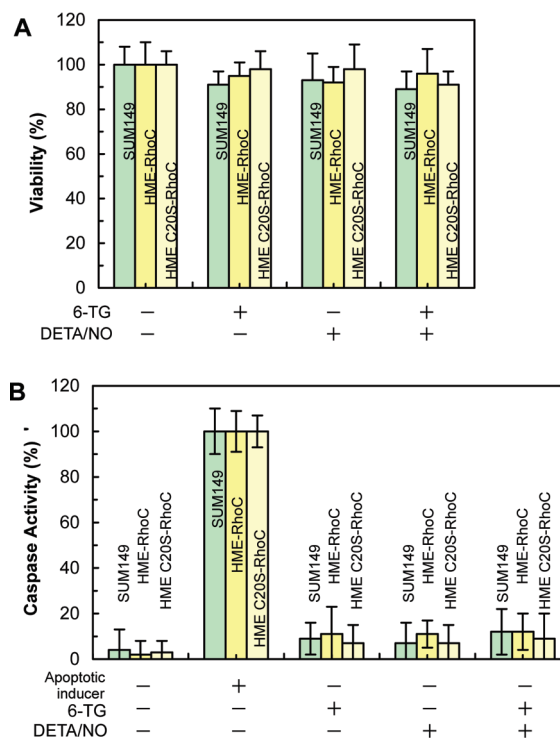 A
Viability (%)
120
100
80
60
40
20
0
SUM149
HME-RhoC
HME C20S-RhoC
SUM149
HME-RhoC
HME C20S-RhoC
SUM149
HME-RhoC
HME C20S-RhoC
SUM149
HME-RhoC
HME C20S-RhoC
6-TG − + − +
DETA/NO − − + +
B
Caspase Activity (%) '
120
100
80
60
40
20
0
SUM149
HME-RhoC
HME C20S-RhoC
SUM149
HME-RhoC
HME C20S-RhoC
SUM149
HME-RhoC
HME C20S-RhoC
SUM149
HME-RhoC
HME C20S-RhoC
SUM149
HME-RhoC
HME C20S-RhoC
Apoptotic
inducer − + − − −
6-TG − − + − +
DETA/NO − − − + +